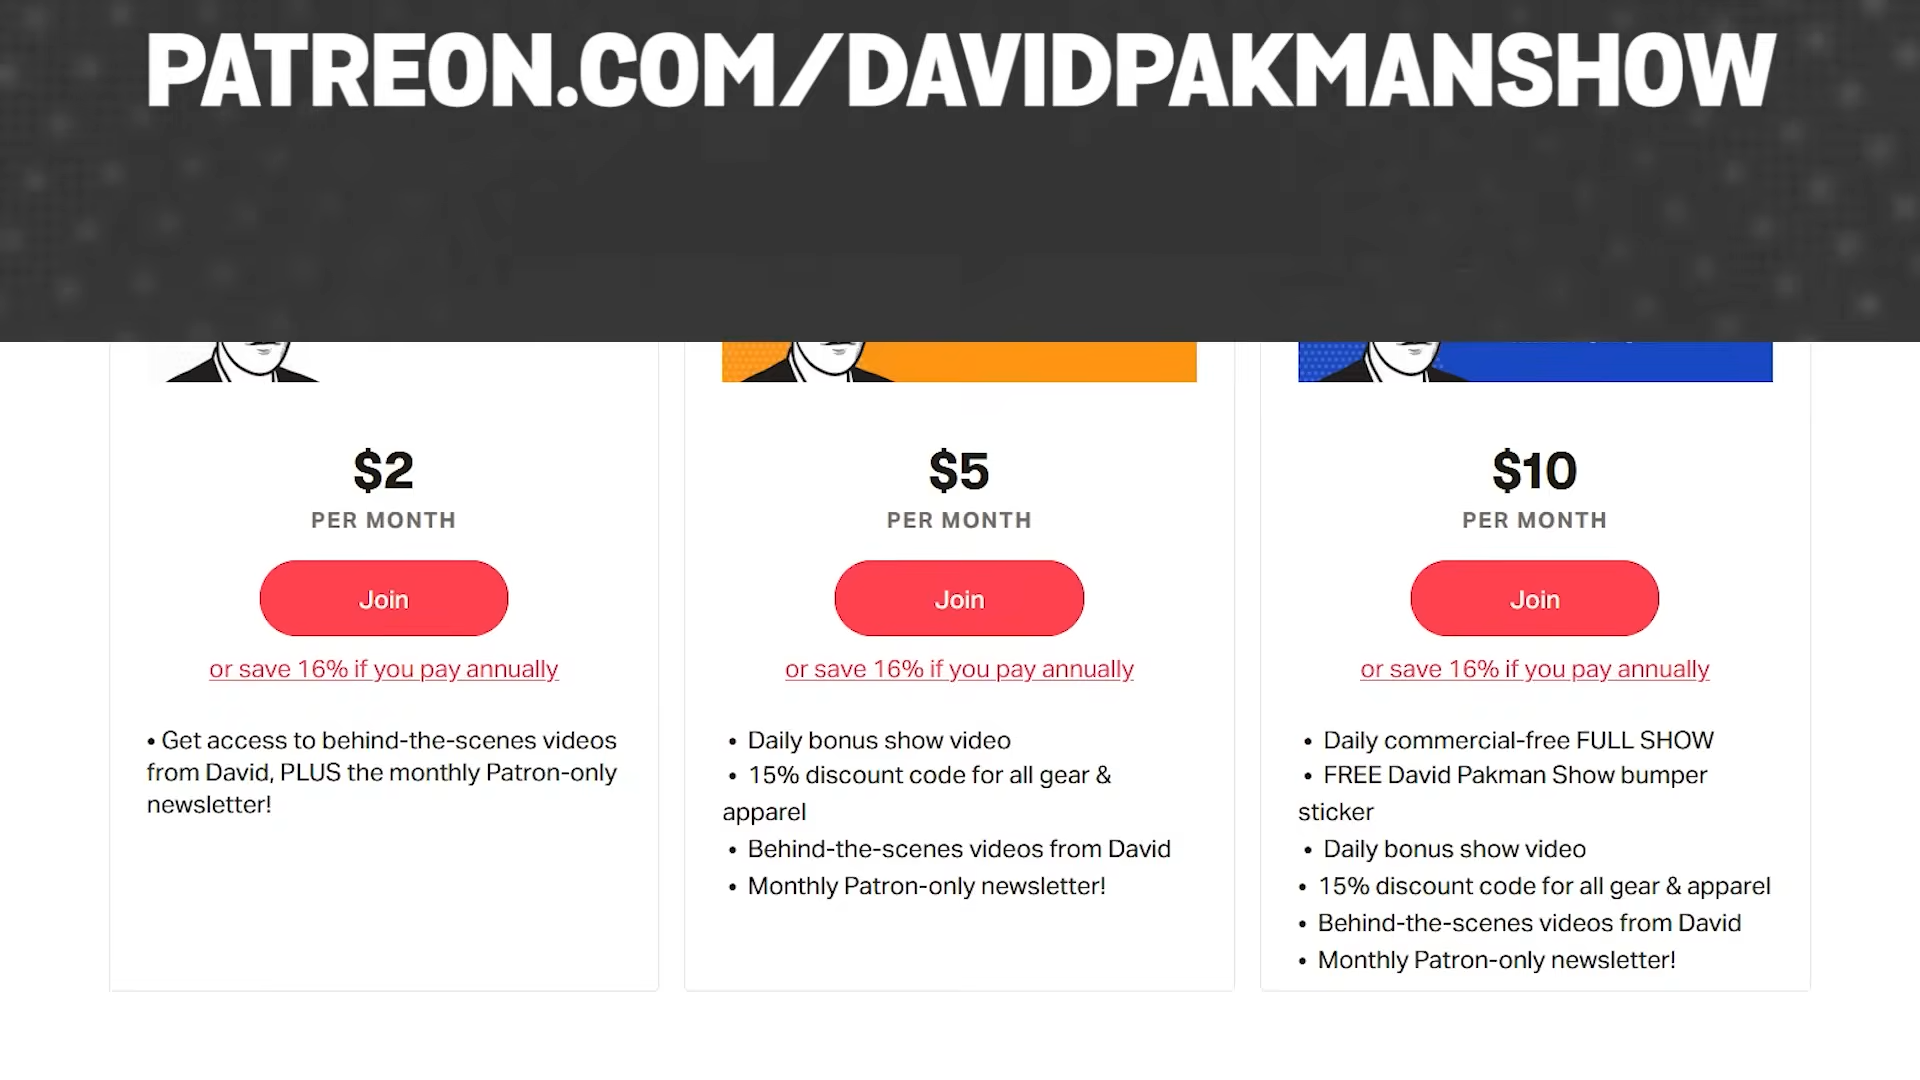 PATREON.COM/DAVIDPAKMANSHOW
$2
PER MONTH
Join
or save 16% if you pay annually
• Get access to behind-the-scenes videos
from David, PLUS the monthly Patron-only
newsletter!
$5
PER MONTH
Join
or save 16% if you pay annually
• Daily bonus show video
• 15% discount code for all gear &
apparel
• Behind-the-scenes videos from David
• Monthly Patron-only newsletter!
$10
PER MONTH
Join
or save 16% if you pay annually
• Daily commercial-free FULL SHOW
• FREE David Pakman Show bumper
sticker
• Daily bonus show video
• 15% discount code for all gear & apparel
• Behind-the-scenes videos from David
• Monthly Patron-only newsletter!